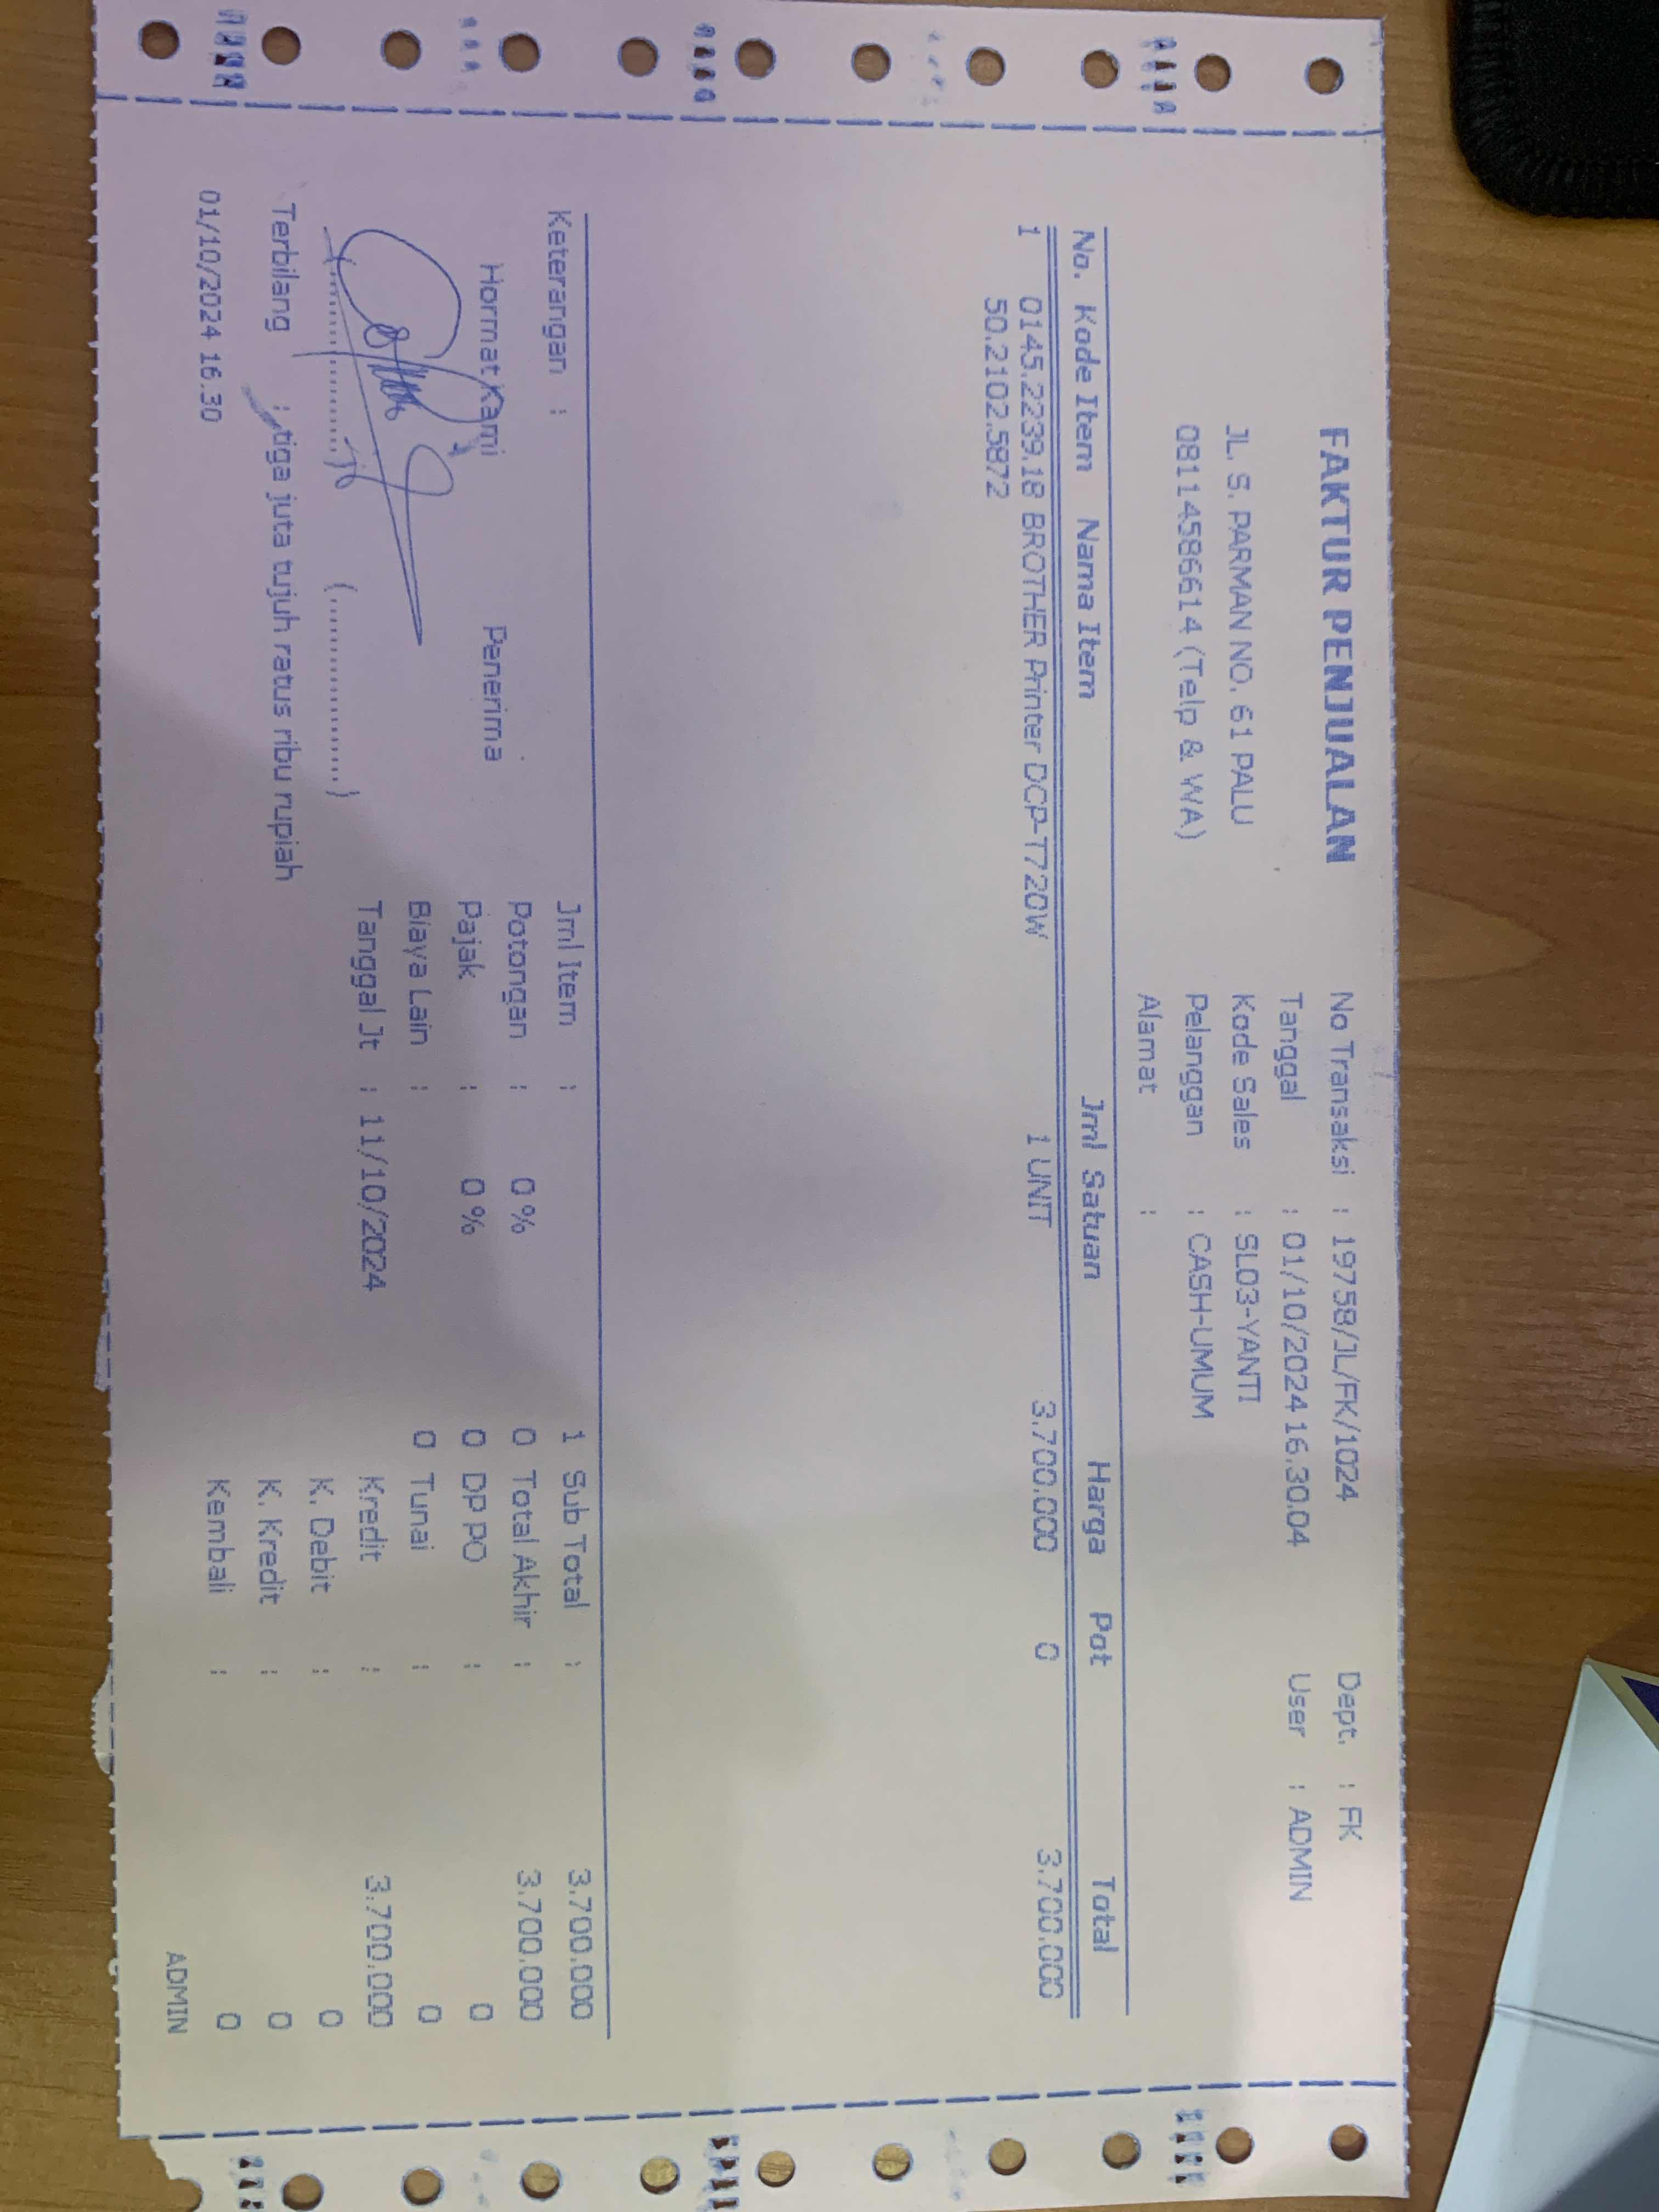 FAKTUR PENJUALAN
JL. S. PARMAN NO. 61 PALU
08114586614 (Telp & WA)
No Transaksi : 19758/JL/FK/1024 Dept. : FK
Tanggal : 01/10/2024 16.30.04 User : ADMIN
Kode Sales : SL03-YANTI
Pelanggan : CASH-UMUM
Alamat :
No. Kode Item Nama Item Jml Satuan Harga Pot Total
1 0145.2239.18 BROTHER Printer DCP-T720W 1 UNIT 3.700.000 0 3.700.000
50.2102.5872
Keterangan : Jml Item : 1 Sub Total : 3.700.000
Hormat Kami Penerima Potongan : 0 % 0 Total Akhir : 3.700.000
Pajak : 0 % 0 DP PO : 0
Biaya Lain : 0 Tunai : 0
(....................) (....................) Tanggal Jt : 11/10/2024 Kredit : 3.700.000
K. Debit : 0
Terbilang : tiga juta tujuh ratus ribu rupiah K. Kredit : 0
01/10/2024 16.30 Kembali : 0
ADMIN